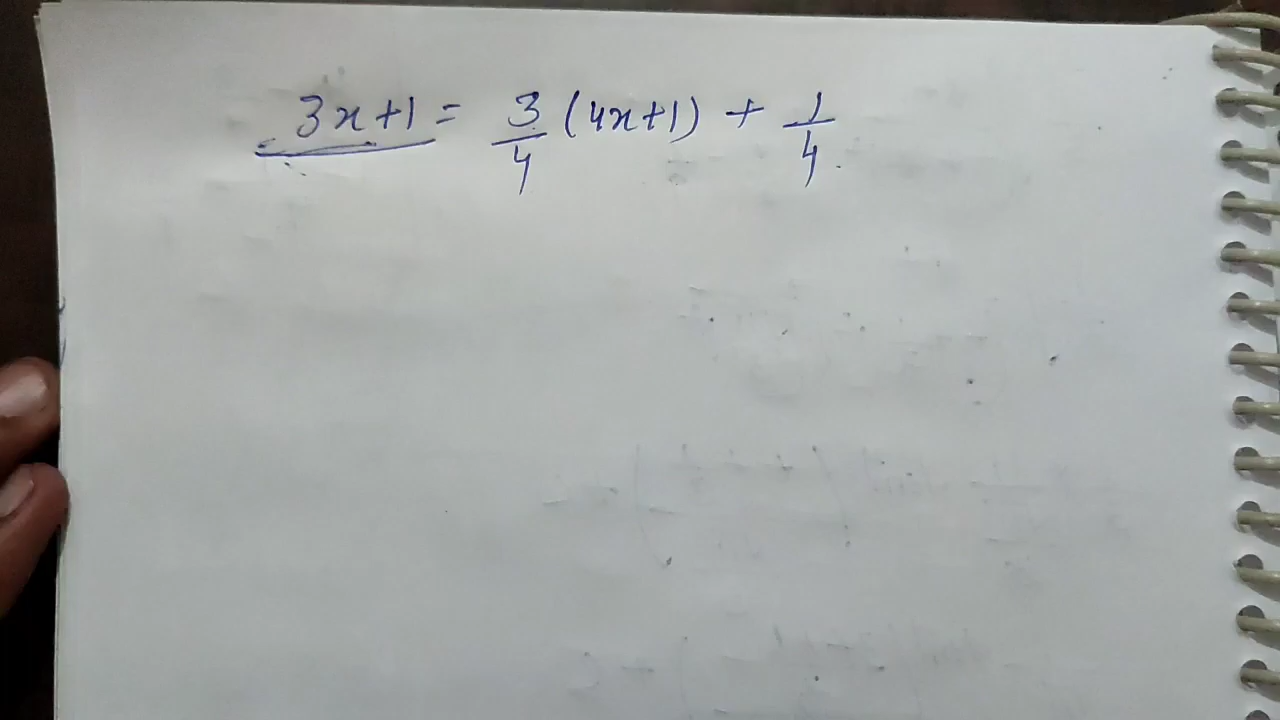 3x+1 = 3/4 (4x+1) + 1/4